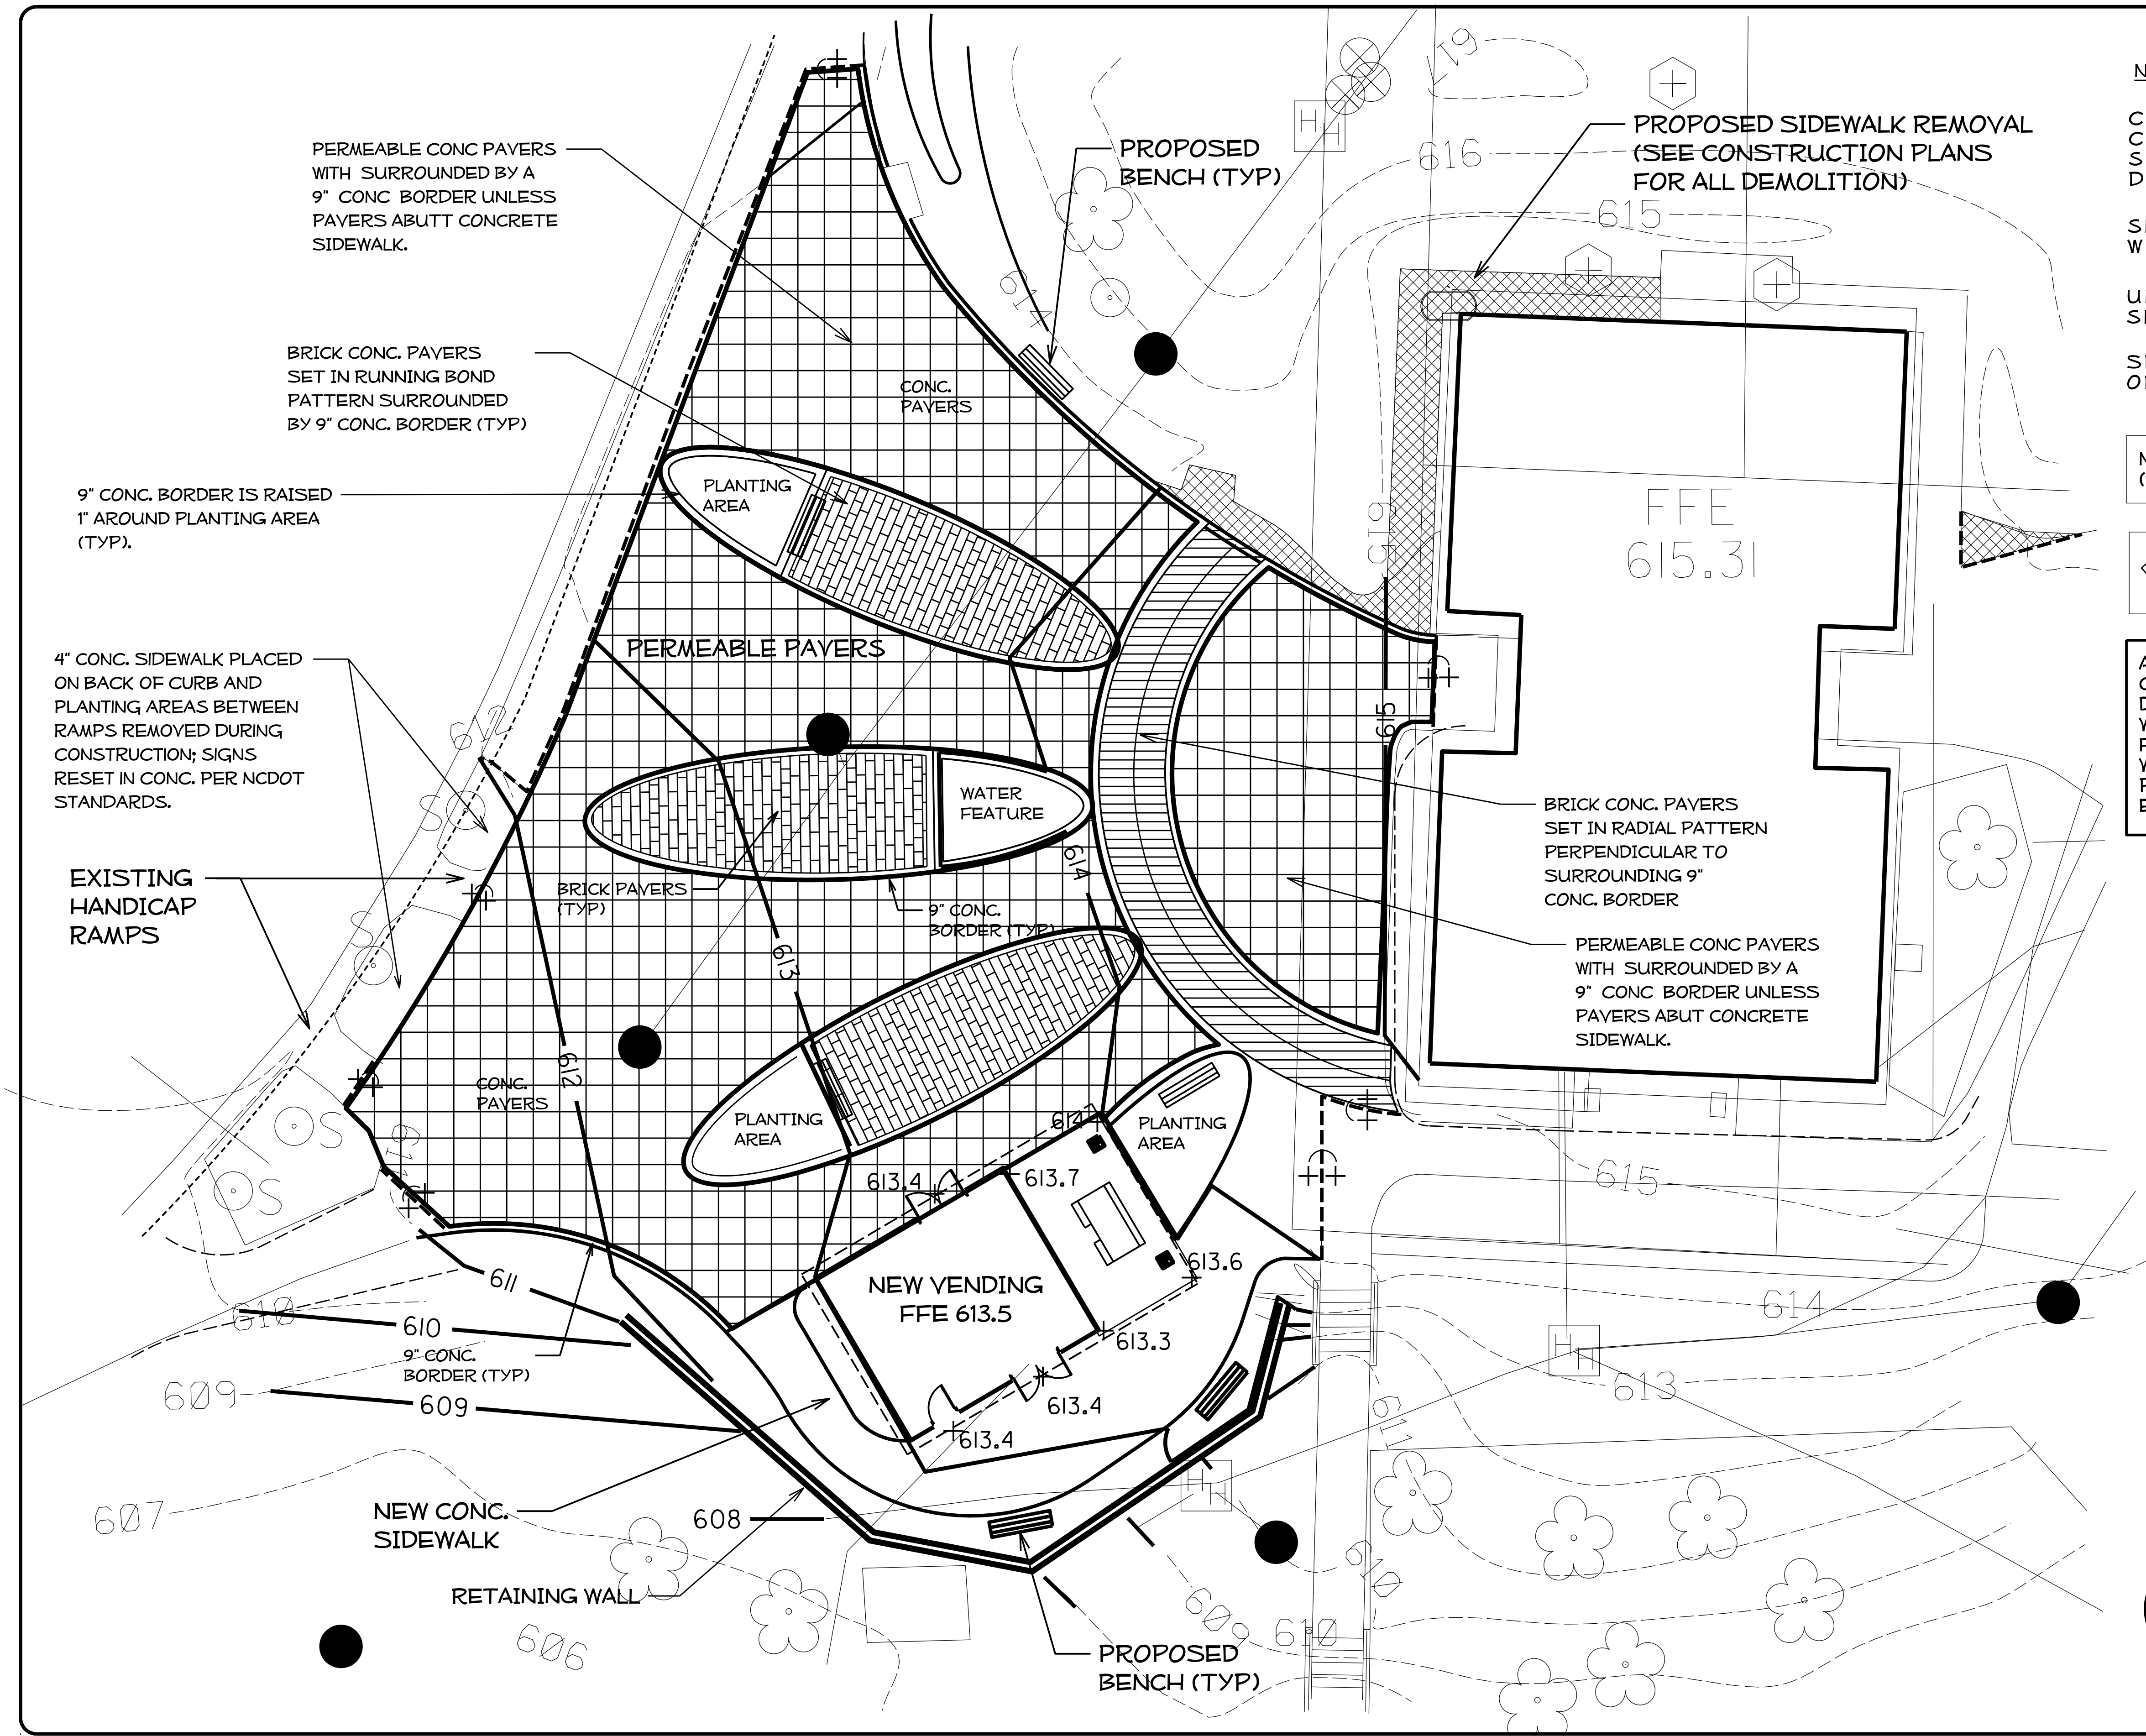 PERMEABLE CONC PAVERS
WITH SURROUNDED BY A
9" CONC BORDER UNLESS
PAVERS ABUTT CONCRETE
SIDEWALK.
BRICK CONC. PAVERS
SET IN RUNNING BOND
PATTERN SURROUNDED
BY 9" CONC. BORDER (TYP)
9" CONC. BORDER IS RAISED
1" AROUND PLANTING AREA
(TYP).
4" CONC. SIDEWALK PLACED
ON BACK OF CURB AND
PLANTING AREAS BETWEEN
RAMPS REMOVED DURING
CONSTRUCTION; SIGNS
RESET IN CONC. PER NCDOT
STANDARDS.
EXISTING
HANDICAP
RAMPS
PROPOSED
BENCH (TYP)
PROPOSED SIDEWALK REMOVAL
(SEE CONSTRUCTION PLANS
FOR ALL DEMOLITION)
617
616
615
614
615
H
H
CONC.
PAVERS
PLANTING
AREA
PERMEABLE PAVERS
FFE
615.31
615
612
S
S
S
S
WATER
FEATURE
BRICK PAVERS
(TYP)
9" CONC.
BORDER (TYP)
614
613
612
CONC.
PAVERS
BRICK CONC. PAVERS
SET IN RADIAL PATTERN
PERPENDICULAR TO
SURROUNDING 9"
CONC. BORDER
PERMEABLE CONC PAVERS
WITH SURROUNDED BY A
9" CONC BORDER UNLESS
PAVERS ABUT CONCRETE
SIDEWALK.
PLANTING
AREA
614
PLANTING
AREA
613.4
613.7
613.6
NEW VENDING
FFE 613.5
613.3
613.4
613.4
611
610
610
9" CONC.
BORDER (TYP)
609
609
607
606
608
NEW CONC.
SIDEWALK
RETAINING WALL
PROPOSED
BENCH (TYP)
615
614
613
H
H
H
H
611
610
609
610